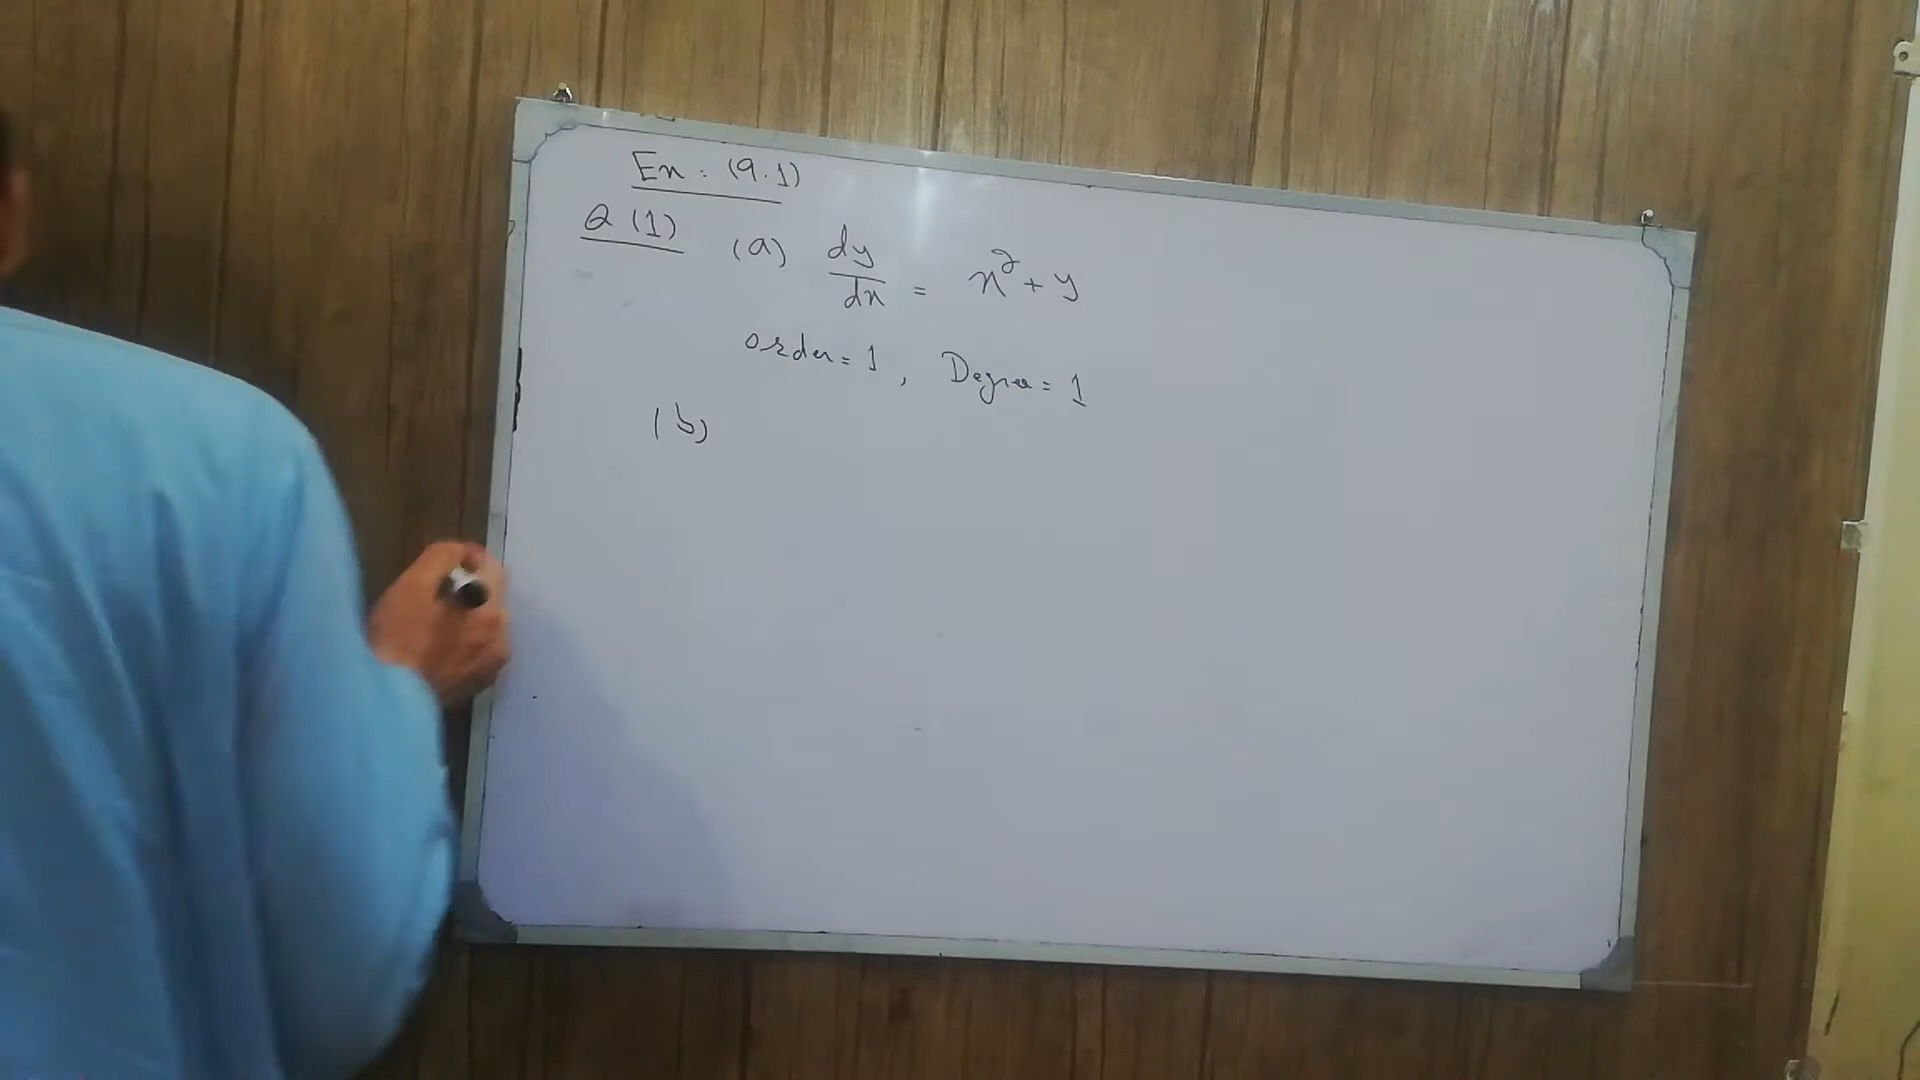 Ex: (9.1)
Q (1) (a) dy/dx = x² + y
order = 1, Degree = 1
(b)